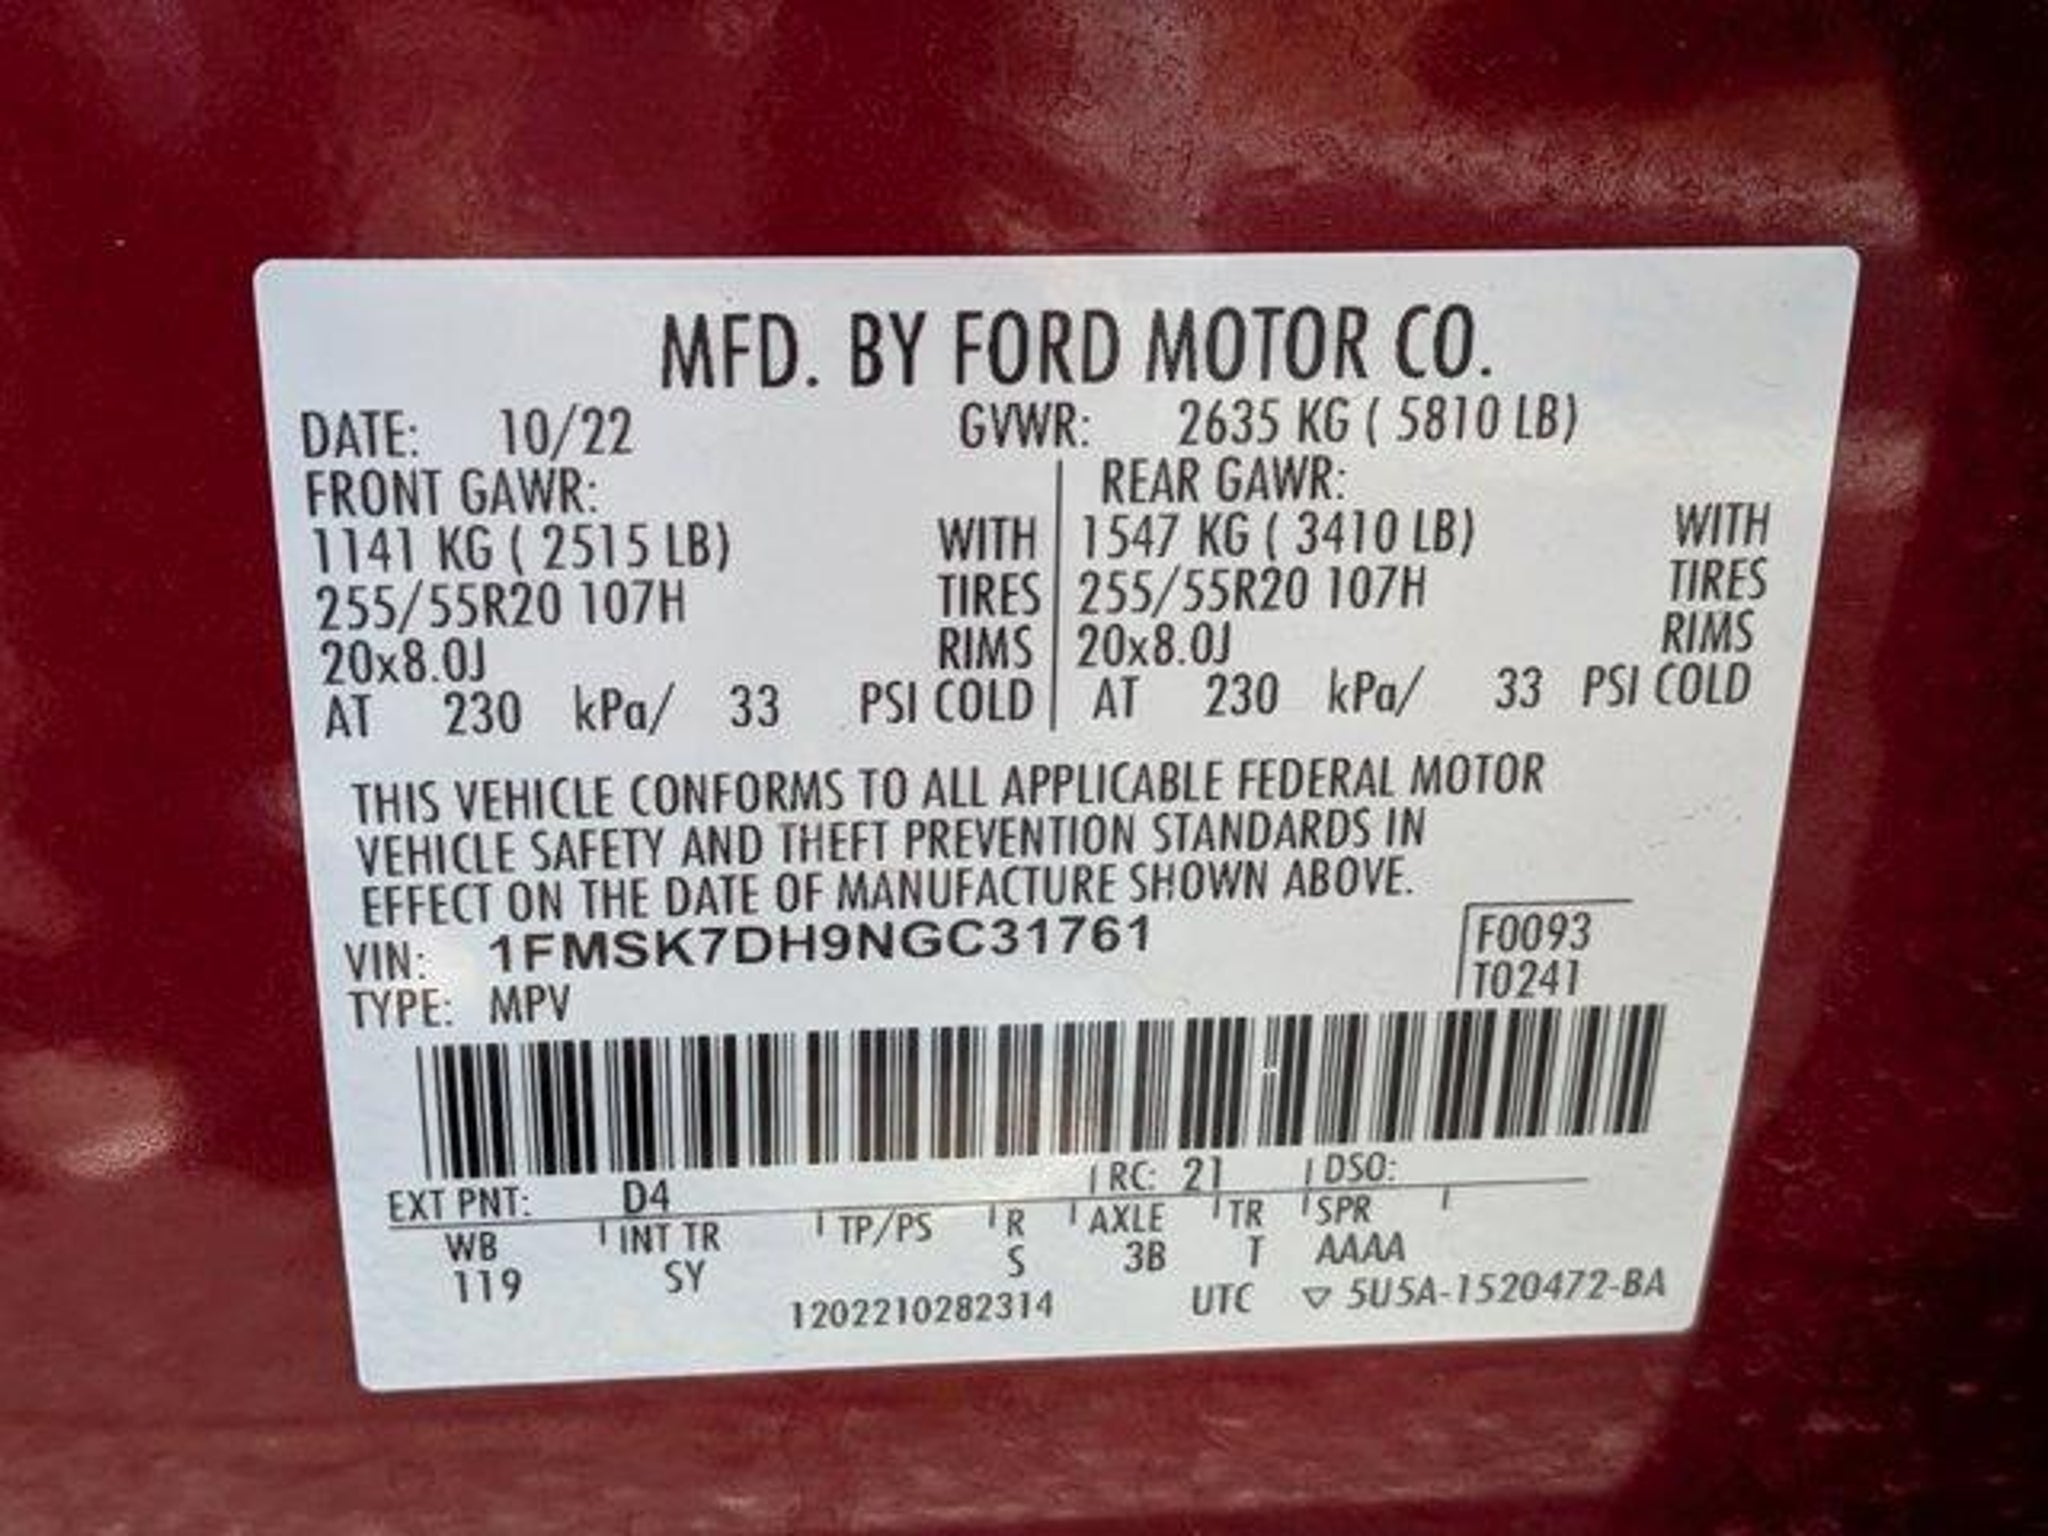 MFD. BY FORD MOTOR CO.
DATE: 10/22 GVWR: 2635 KG ( 5810 LB)
FRONT GAWR: REAR GAWR:
1141 KG ( 2515 LB) WITH 1547 KG ( 3410 LB) WITH
255/55R20 107H TIRES 255/55R20 107H TIRES
20x8.0J RIMS 20x8.0J RIMS
AT 230 kPa/ 33 PSI COLD AT 230 kPa/ 33 PSI COLD
THIS VEHICLE CONFORMS TO ALL APPLICABLE FEDERAL MOTOR
VEHICLE SAFETY AND THEFT PREVENTION STANDARDS IN
EFFECT ON THE DATE OF MANUFACTURE SHOWN ABOVE.
VIN: 1FMSK7DH9NGC31761 F0093
TYPE: MPV T0241
EXT PNT: D4 RC: 21 DSO:
WB INT TR TP/PS R AXLE TR SPR
119 SY S 3B T AAAA
1202210282314 UTC ▽ 5U5A-1520472-BA